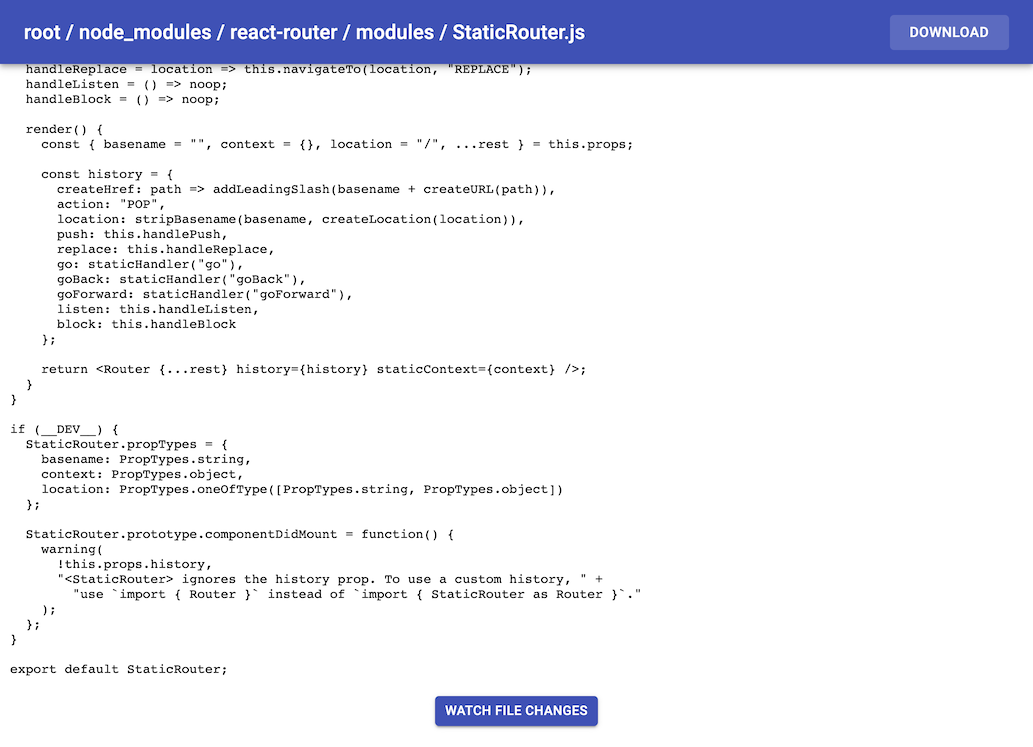 root / node_modules / react-router / modules / StaticRouter.js
DOWNLOAD
handleReplace = location => this.navigateTo(location, "REPLACE");
handleListen = () => noop;
handleBlock = () => noop;
render() {
const { basename = "", context = {}, location = "/", ...rest } = this.props;
const history = {
createHref: path => addLeadingSlash(basename + createURL(path)),
action: "POP",
location: stripBasename(basename, createLocation(location)),
push: this.handlePush,
replace: this.handleReplace,
go: staticHandler("go"),
goBack: staticHandler("goBack"),
goForward: staticHandler("goForward"),
listen: this.handleListen,
block: this.handleBlock
};
return <Router {...rest} history={history} staticContext={context} />;
}
}
if (__DEV__) {
StaticRouter.propTypes = {
basename: PropTypes.string,
context: PropTypes.object,
location: PropTypes.oneOfType([PropTypes.string, PropTypes.object])
};
StaticRouter.prototype.componentDidMount = function() {
warning(
!this.props.history,
"<StaticRouter> ignores the history prop. To use a custom history, " +
"use `import { Router }` instead of `import { StaticRouter as Router }`."
);
};
}
export default StaticRouter;
WATCH FILE CHANGES